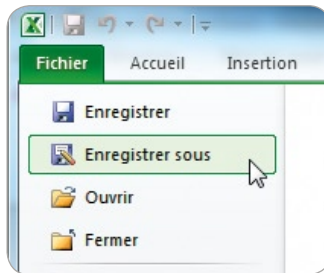 Fichier Accueil Insertion
Enregistrer
Enregistrer sous
Ouvrir
Fermer